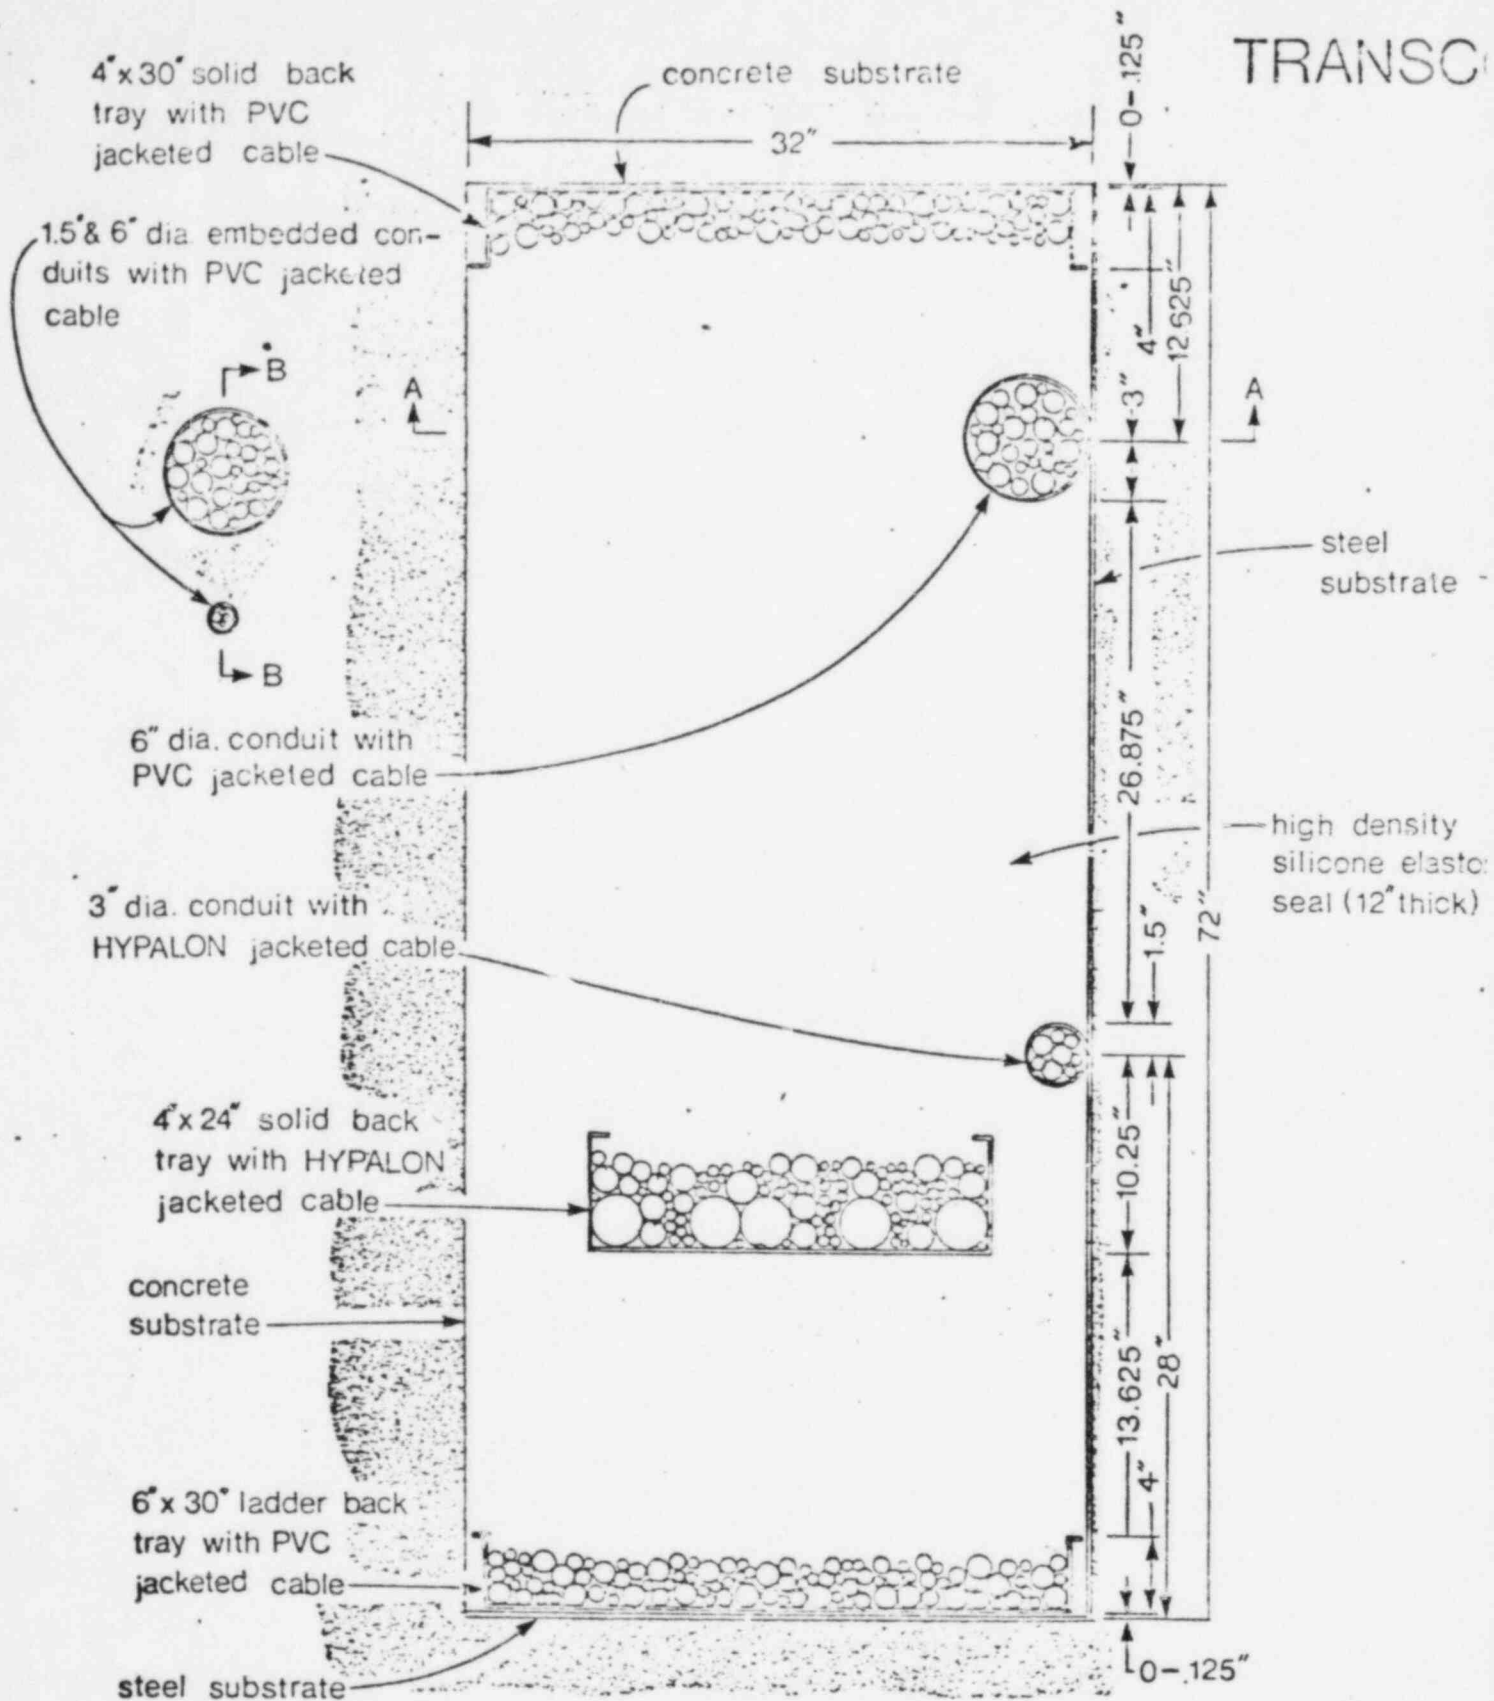 TRANSC
4"x30" solid back
tray with PVC
jacketed cable
concrete substrate
0-.125"
32"
1.5"& 6" dia. embedded con-
duits with PVC jacketed
cable
4"
12.625"
3"
B
A
A
B
steel
substrate
6" dia. conduit with
PVC jacketed cable
26.875"
high density
silicone elasto
seal (12" thick)
3" dia. conduit with
HYPALON jacketed cable
1.5"
72"
4"x24" solid back
tray with HYPALON
jacketed cable
10.25"
concrete
substrate
13.625"
28"
6"x 30" ladder back
tray with PVC
jacketed cable
4"
steel substrate
0-.125"